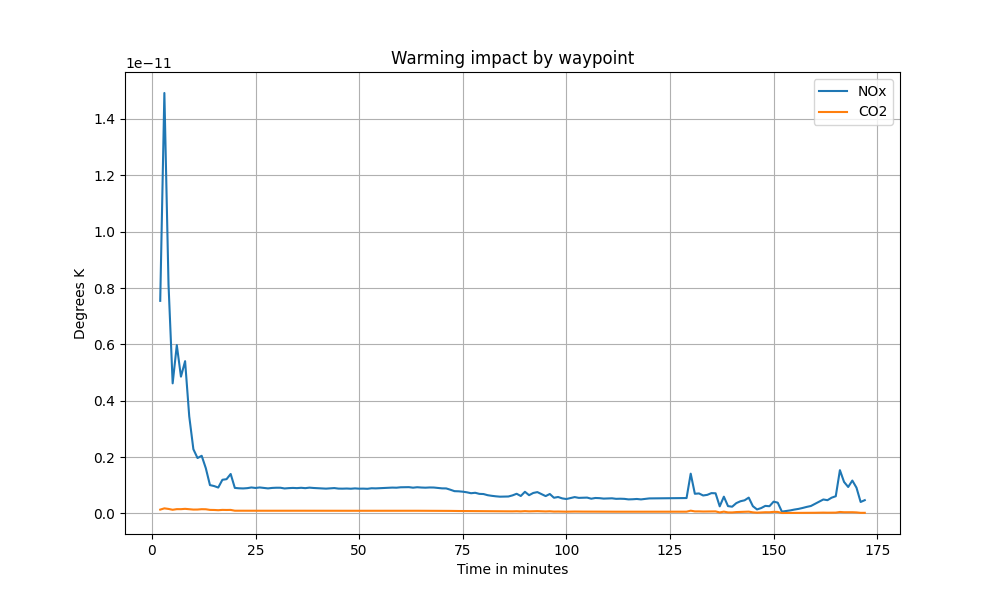 Warming impact by waypoint
1e−11
NOx
CO2
1.4
1.2
1.0
0.8
0.6
0.4
0.2
0.0
Degrees K
0 25 50 75 100 125 150 175
Time in minutes